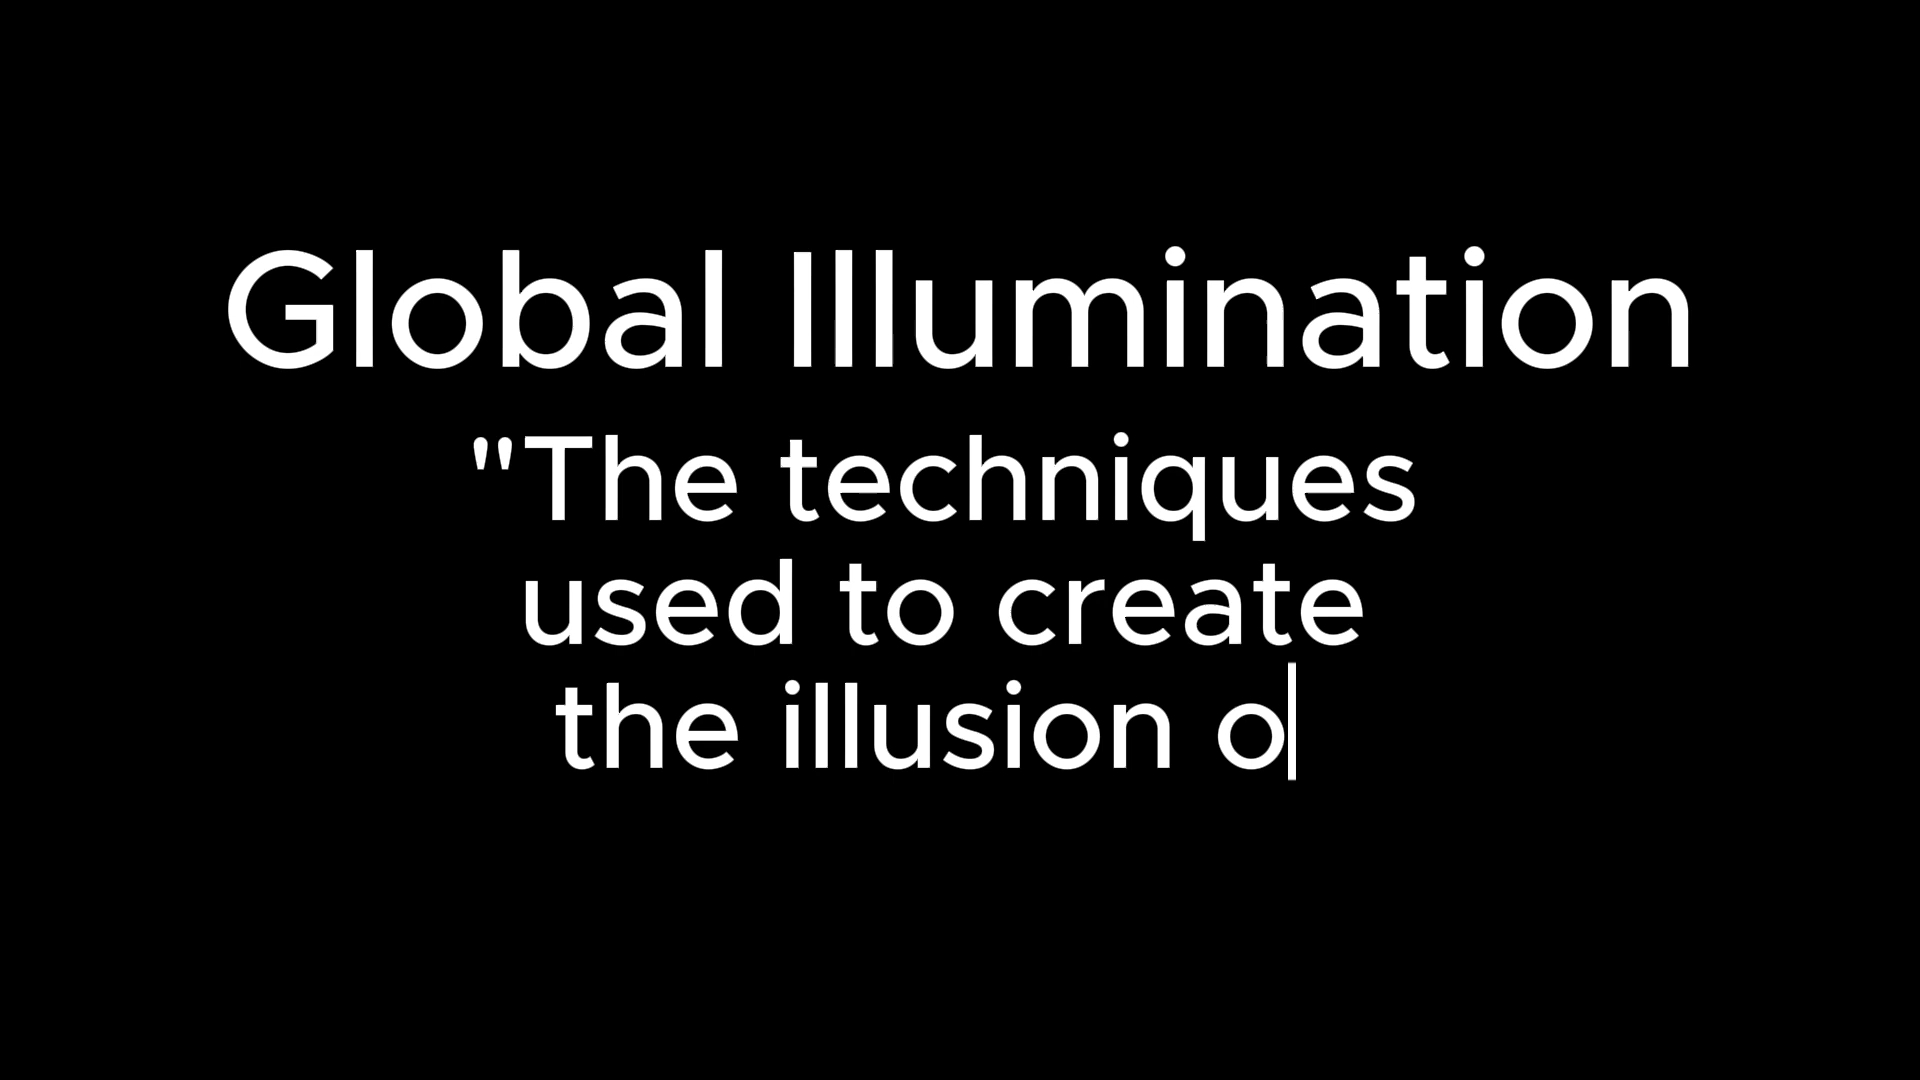 Global Illumination
"The techniques
used to create
the illusion o